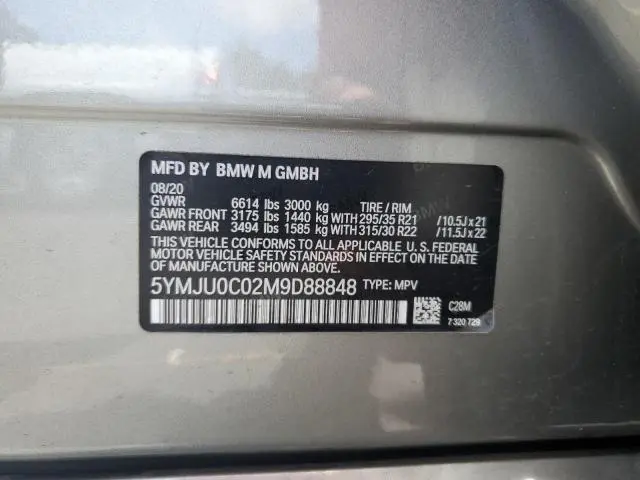 MFD BY BMW M GMBH
08/20
GVWR 6614 lbs 3000 kg TIRE / RIM
GAWR FRONT 3175 lbs 1440 kg WITH 295/35 R21 /10.5J x 21
GAWR REAR 3494 lbs 1585 kg WITH 315/30 R22 /11.5J x 22
THIS VEHICLE CONFORMS TO ALL APPLICABLE U. S. FEDERAL
MOTOR VEHICLE SAFETY STANDARDS IN EFFECT ON THE DATE
OF MANUFACTURE SHOWN ABOVE.
5YMJU0C02M9D88848 TYPE: MPV
C28M
7 320 729